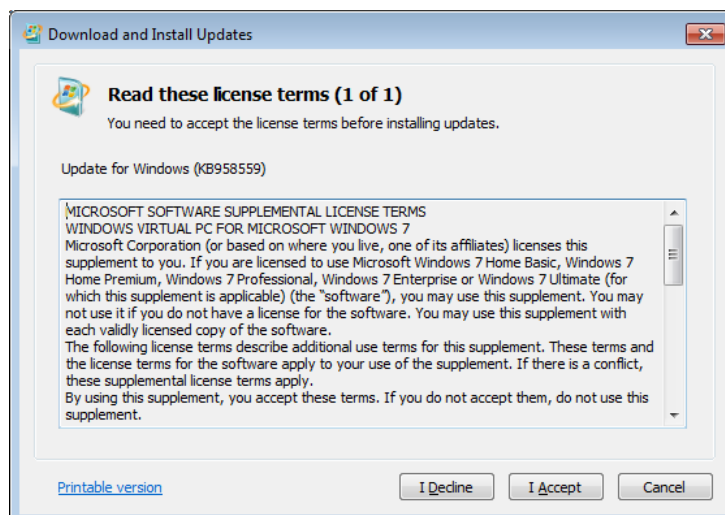 Download and Install Updates
Read these license terms (1 of 1)
You need to accept the license terms before installing updates.
Update for Windows (KB958559)
MICROSOFT SOFTWARE SUPPLEMENTAL LICENSE TERMS
WINDOWS VIRTUAL PC FOR MICROSOFT WINDOWS 7
Microsoft Corporation (or based on where you live, one of its affiliates) licenses this
supplement to you. If you are licensed to use Microsoft Windows 7 Home Basic, Windows 7
Home Premium, Windows 7 Professional, Windows 7 Enterprise or Windows 7 Ultimate (for
which this supplement is applicable) (the “software”), you may use this supplement. You may
not use it if you do not have a license for the software. You may use this supplement with
each validly licensed copy of the software.
The following license terms describe additional use terms for this supplement. These terms and
the license terms for the software apply to your use of the supplement. If there is a conflict,
these supplemental license terms apply.
By using this supplement, you accept these terms. If you do not accept them, do not use this
supplement.
Printable version
I Decline
I Accept
Cancel